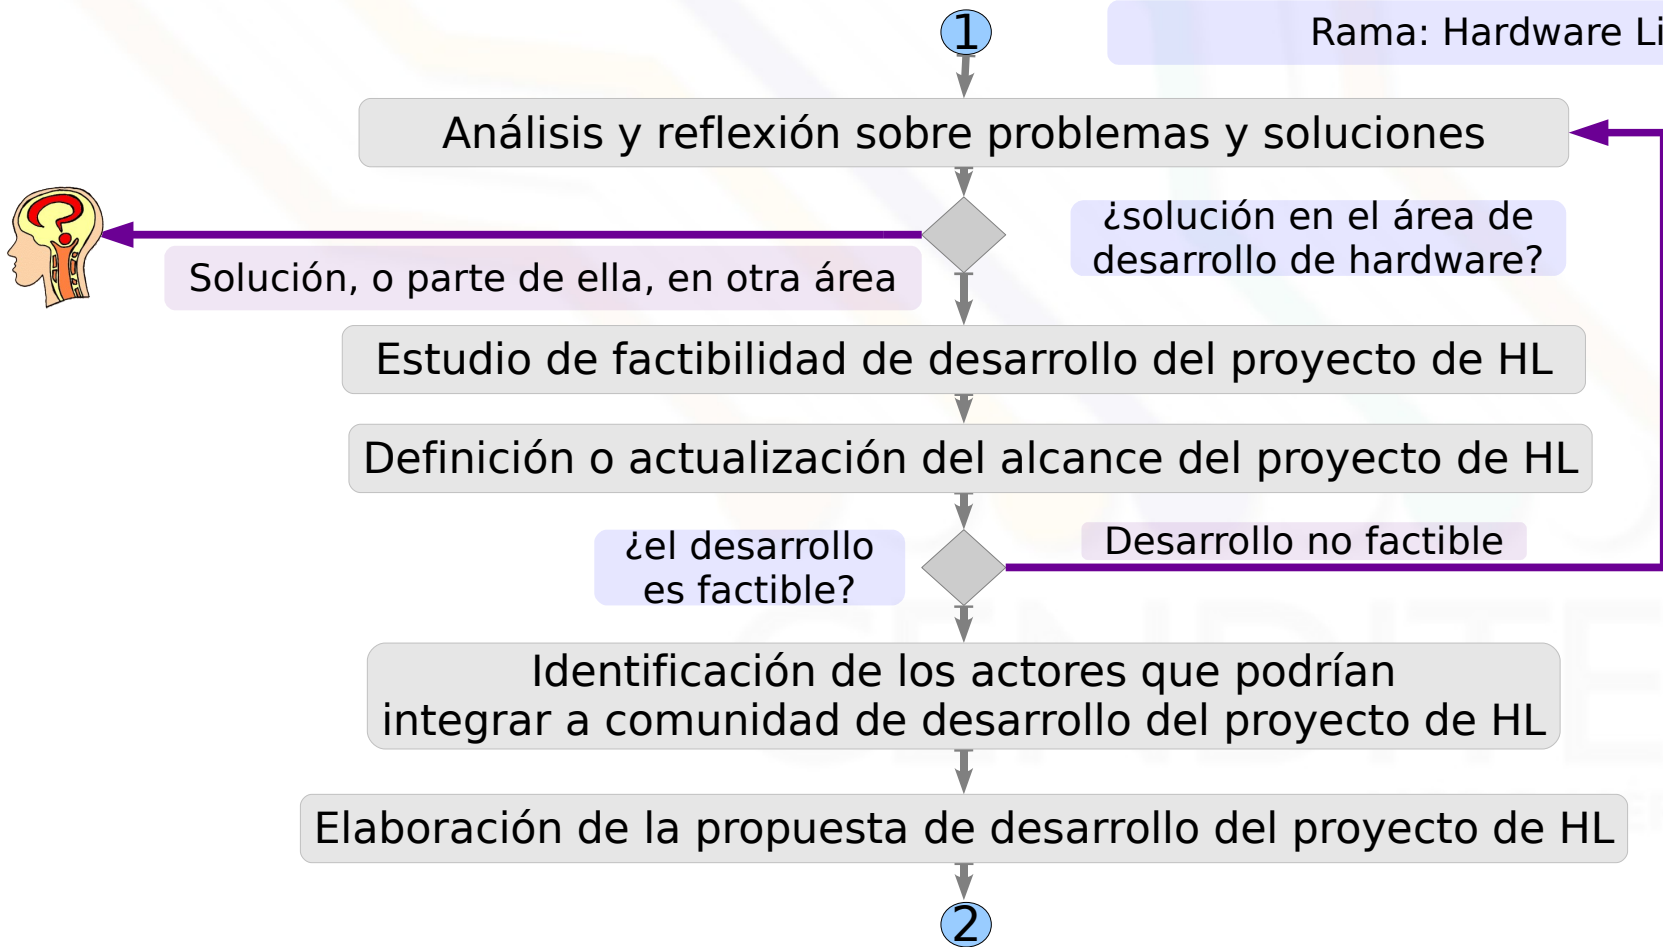 1
Rama: Hardware Li
Análisis y reflexión sobre problemas y soluciones
¿solución en el área de
desarrollo de hardware?
Solución, o parte de ella, en otra área
Estudio de factibilidad de desarrollo del proyecto de HL
Definición o actualización del alcance del proyecto de HL
¿el desarrollo
es factible?
Desarrollo no factible
Identificación de los actores que podrían
integrar a comunidad de desarrollo del proyecto de HL
Elaboración de la propuesta de desarrollo del proyecto de HL
2
CENDITE